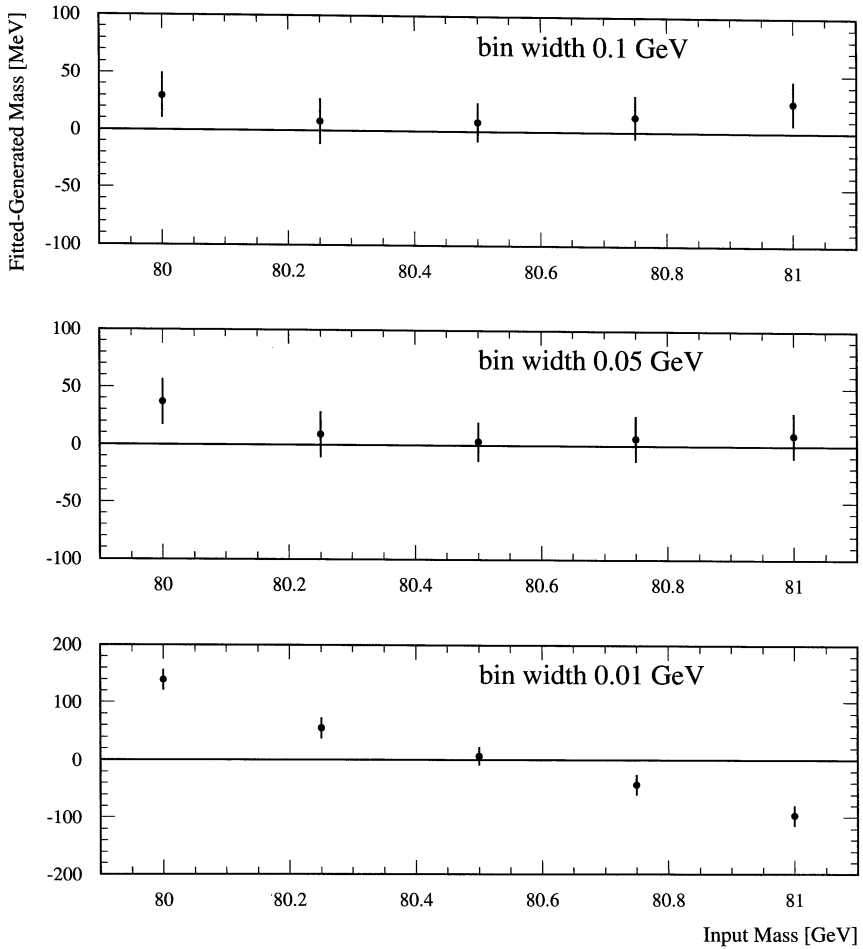 Fitted-Generated Mass [MeV]
100
50
0
-50
-100
bin width 0.1 GeV
80 80.2 80.4 80.6 80.8 81
100
50
0
-50
-100
bin width 0.05 GeV
80 80.2 80.4 80.6 80.8 81
200
100
0
-100
-200
bin width 0.01 GeV
80 80.2 80.4 80.6 80.8 81
Input Mass [GeV]